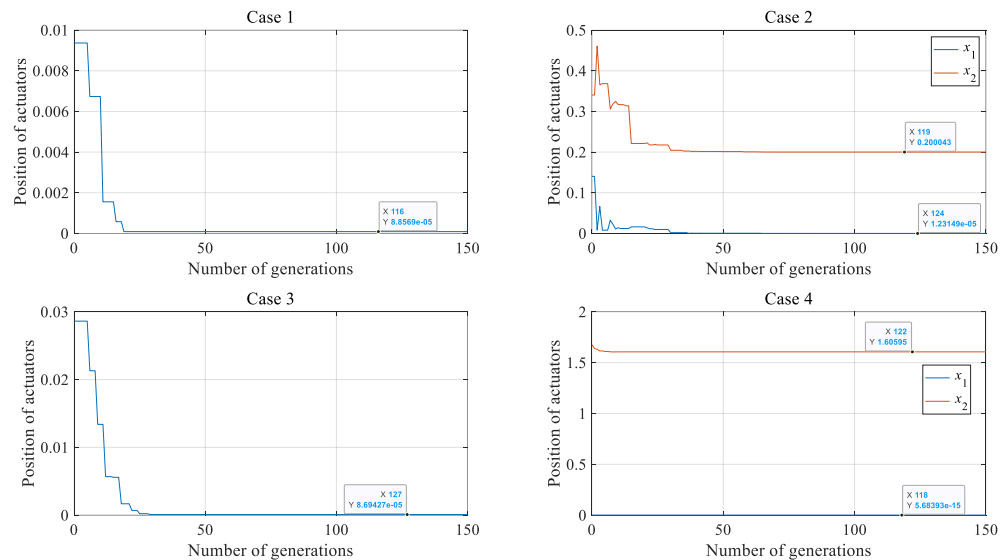 Case 1
Position of actuators
0.01
0.008
0.006
0.004
0.002
0
X 116
Y 8.8569e-05
0
50
100
150
Number of generations
Case 2
Position of actuators
0.5
0.4
0.3
0.2
0.1
0
x1
x2
X 119
Y 0.200043
X 124
Y 1.23149e-05
0
50
100
150
Number of generations
Case 3
Position of actuators
0.03
0.02
0.01
0
X 127
Y 8.69427e-05
0
50
100
150
Number of generations
Case 4
Position of actuators
2
1.5
1
0.5
0
X 122
Y 1.60595
x1
x2
X 118
Y 5.68393e-15
0
50
100
150
Number of generations